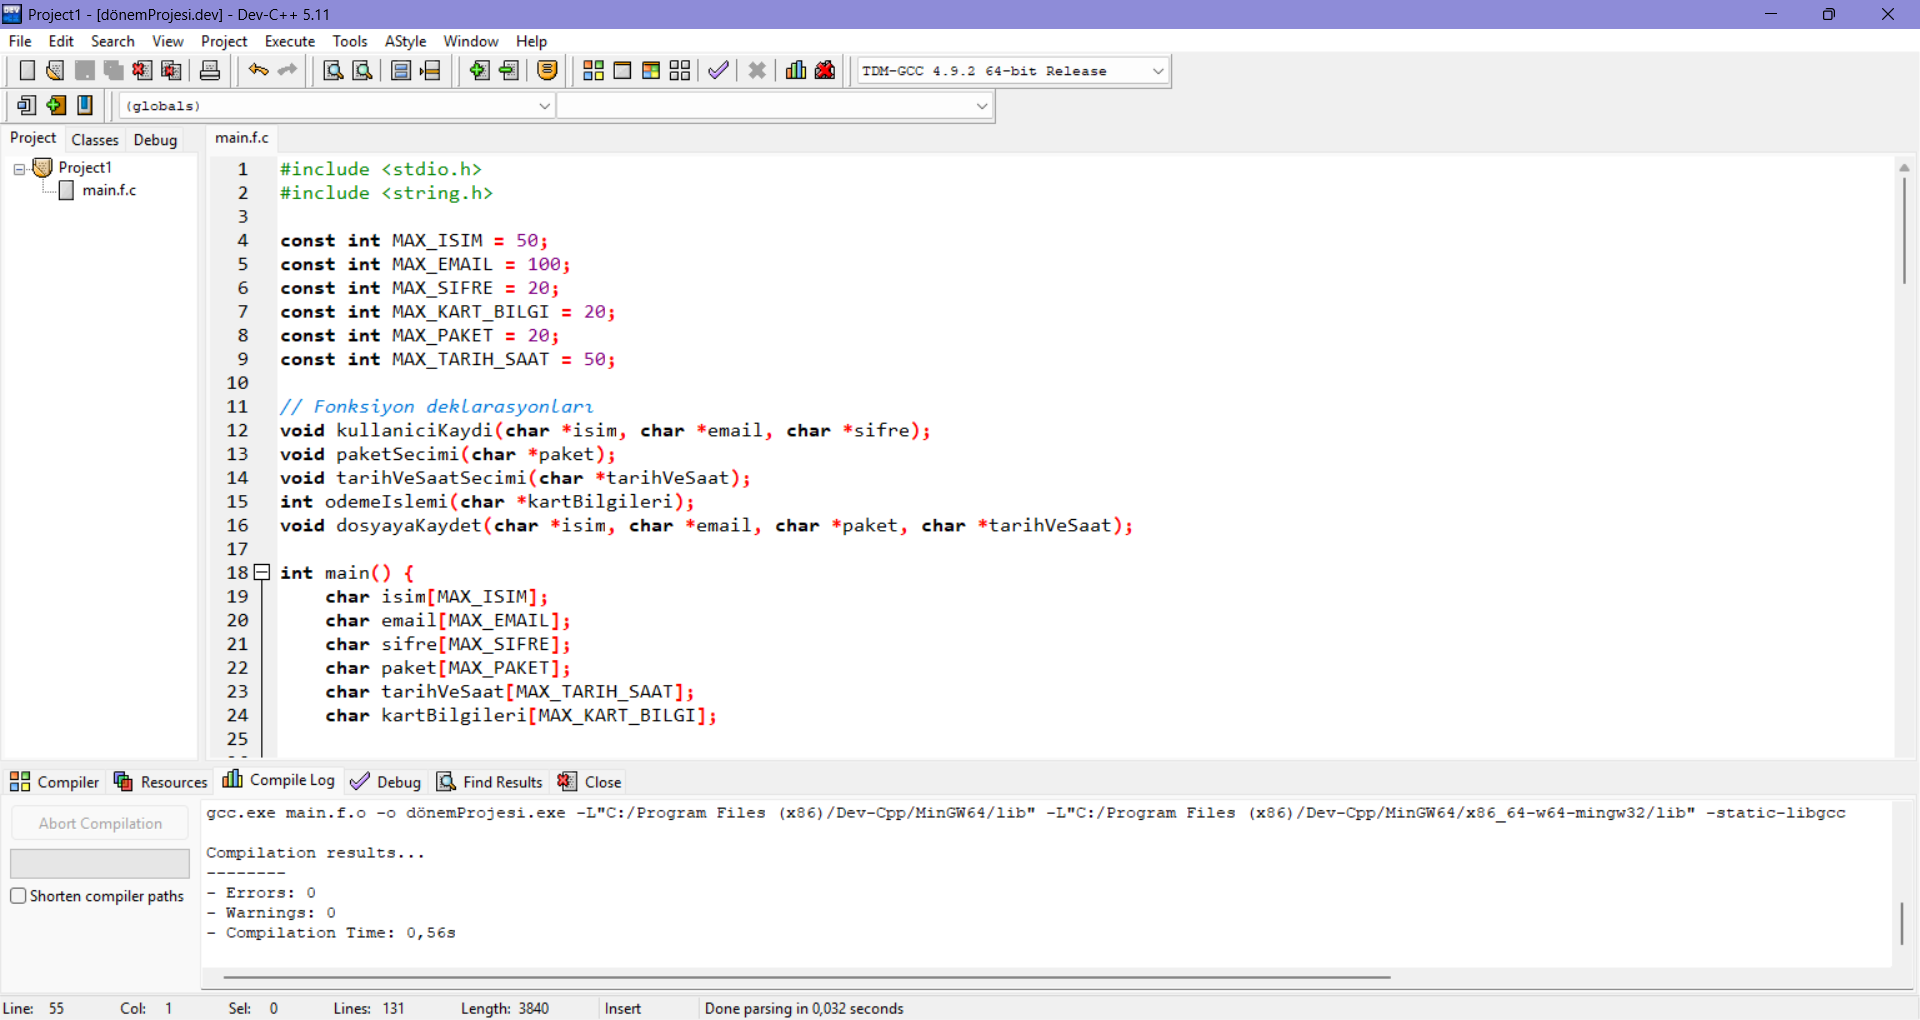 Project1 - [dönemProjesi.dev] - Dev-C++ 5.11
File Edit Search View Project Execute Tools AStyle Window Help
TDM-GCC 4.9.2 64-bit Release
(globals)
Project Classes Debug
main.f.c
Project1
main.f.c
1 #include <stdio.h>
2 #include <string.h>
3
4 const int MAX_ISIM = 50;
5 const int MAX_EMAIL = 100;
6 const int MAX_SIFRE = 20;
7 const int MAX_KART_BILGI = 20;
8 const int MAX_PAKET = 20;
9 const int MAX_TARIH_SAAT = 50;
10
11 // Fonksiyon deklarasyonları
12 void kullaniciKaydi(char *isim, char *email, char *sifre);
13 void paketSecimi(char *paket);
14 void tarihVeSaatSecimi(char *tarihVeSaat);
15 int odemeIslemi(char *kartBilgileri);
16 void dosyayaKaydet(char *isim, char *email, char *paket, char *tarihVeSaat);
17
18 int main() {
19 char isim[MAX_ISIM];
20 char email[MAX_EMAIL];
21 char sifre[MAX_SIFRE];
22 char paket[MAX_PAKET];
23 char tarihVeSaat[MAX_TARIH_SAAT];
24 char kartBilgileri[MAX_KART_BILGI];
25
Compiler Resources Compile Log Debug Find Results Close
Abort Compilation
Shorten compiler paths
gcc.exe main.f.o -o dönemProjesi.exe -L"C:/Program Files (x86)/Dev-Cpp/MinGW64/lib" -L"C:/Program Files (x86)/Dev-Cpp/MinGW64/x86_64-w64-mingw32/lib" -static-libgcc
Compilation results...
--------
- Errors: 0
- Warnings: 0
- Compilation Time: 0,56s
Line: 55 Col: 1 Sel: 0 Lines: 131 Length: 3840 Insert Done parsing in 0,032 seconds